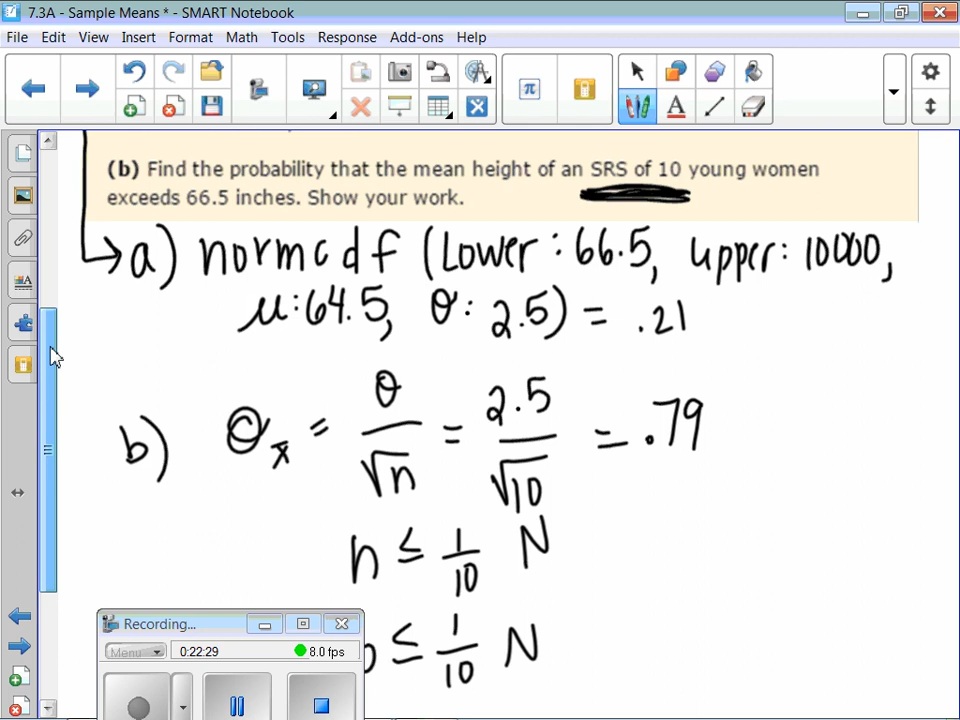 7.3A - Sample Means * - SMART Notebook
File Edit View Insert Format Math Tools Response Add-ons Help
π
A
(b) Find the probability that the mean height of an SRS of 10 young women
exceeds 66.5 inches. Show your work.
a) normcdf (Lower: 66.5, upper: 10000,
μ: 64.5, θ: 2.5) = .21
b) θx̄ = θ/√n = 2.5/√10 = .79
n ≤ 1/10 N
≤ 1/10 N
Recording...
Menu 0:22:29 8.0 fps